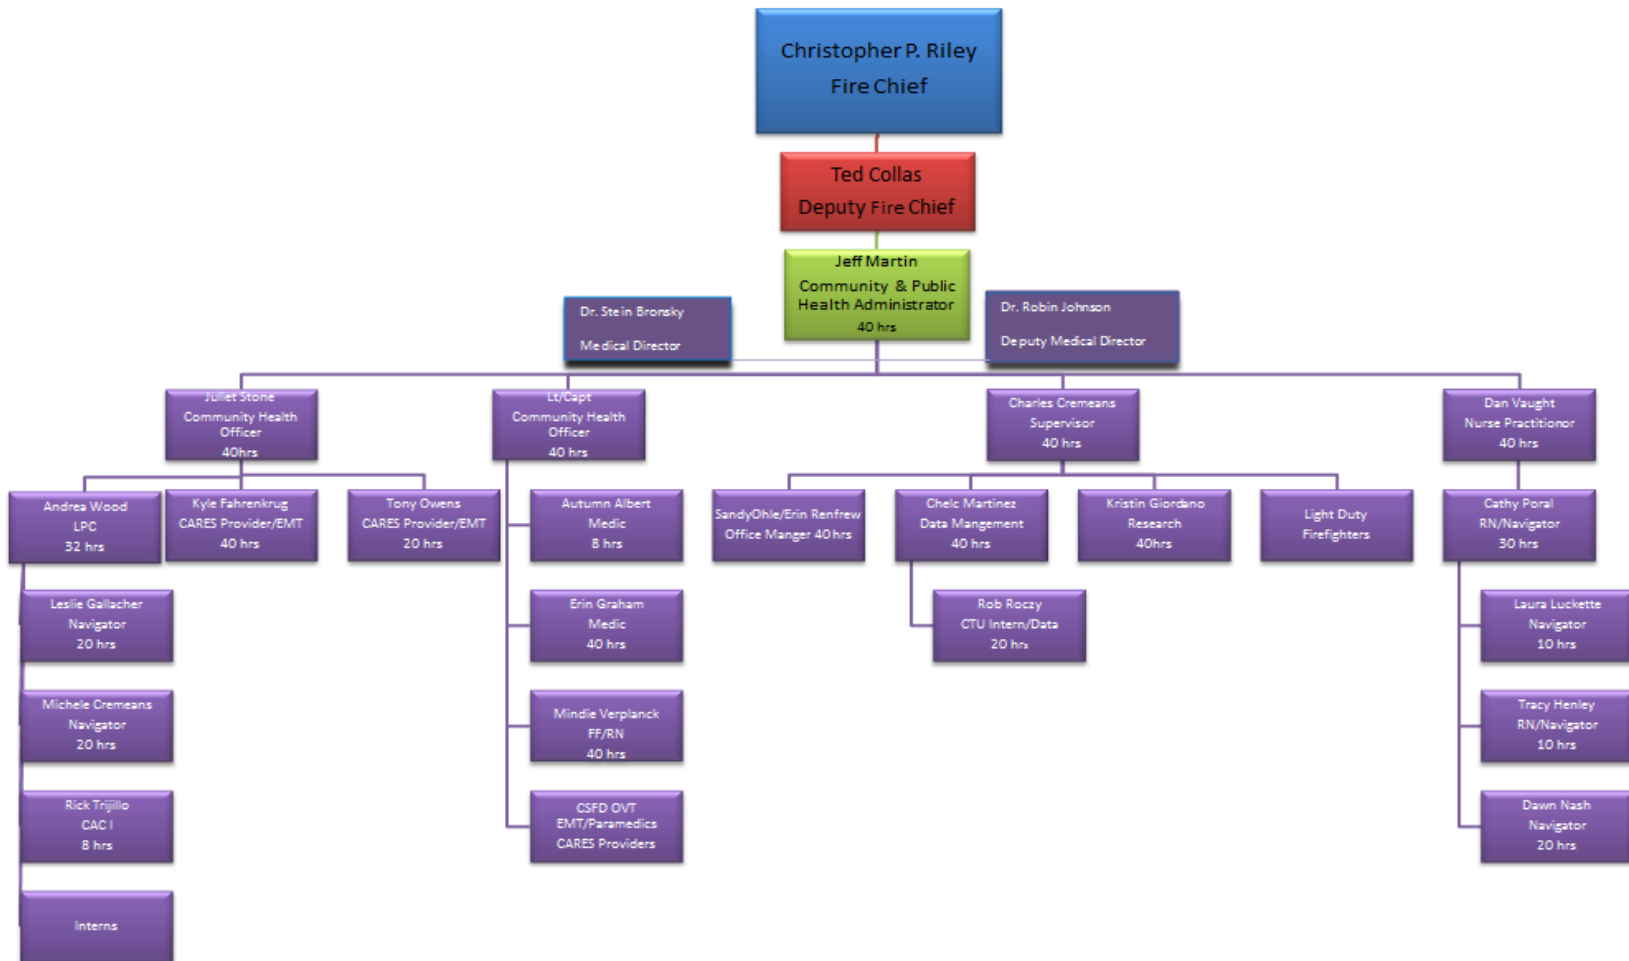 Christopher P. Riley
Fire Chief
Ted Collas
Deputy Fire Chief
Jeff Martin
Community & Public
Health Administrator
40 hrs
Dr. Stein Bronsky
Medical Director
Dr. Robin Johnson
Deputy Medical Director
Juliet Stone
Community Health
Officer
40hrs
Lt/Capt
Community Health
Officer
40 hrs
Charles Cremeans
Supervisor
40 hrs
Dan Vaught
Nurse Practitionor
40 hrs
Andrea Wood
LPC
32 hrs
Kyle Fahrenkrug
CARES Provider/EMT
40 hrs
Tony Owens
CARES Provider/EMT
20 hrs
Autumn Albert
Medic
8 hrs
SandyOhle/Erin Renfrew
Office Manger 40hrs
Chelc Martinez
Data Mangement
40 hrs
Kristin Giordano
Research
40hrs
Light Duty
Firefighters
Cathy Poral
RN/Navigator
30 hrs
Leslie Gallacher
Navigator
20 hrs
Erin Graham
Medic
40 hrs
Rob Roczy
CTU Intern/Data
20 hrs
Laura Luckette
Navigator
10 hrs
Michele Cremeans
Navigator
20 hrs
Mindie Verplanck
FF/RN
40 hrs
Tracy Henley
RN/Navigator
10 hrs
Rick Trijillo
CAC I
8 hrs
CSFD OVT
EMT/Paramedics
CARES Providers
Dawn Nash
Navigator
20 hrs
Interns